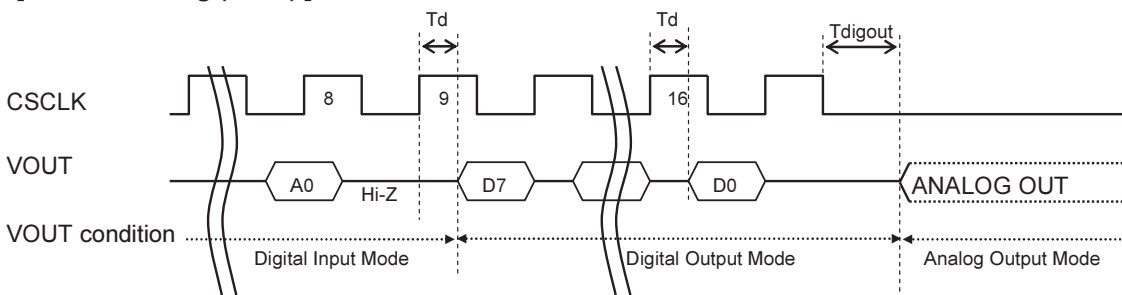 Td
Td
Tdigout
CSCLK
8
9
16
VOUT
A0
Hi-Z
D7
D0
ANALOG OUT
VOUT condition
Digital Input Mode
Digital Output Mode
Analog Output Mode